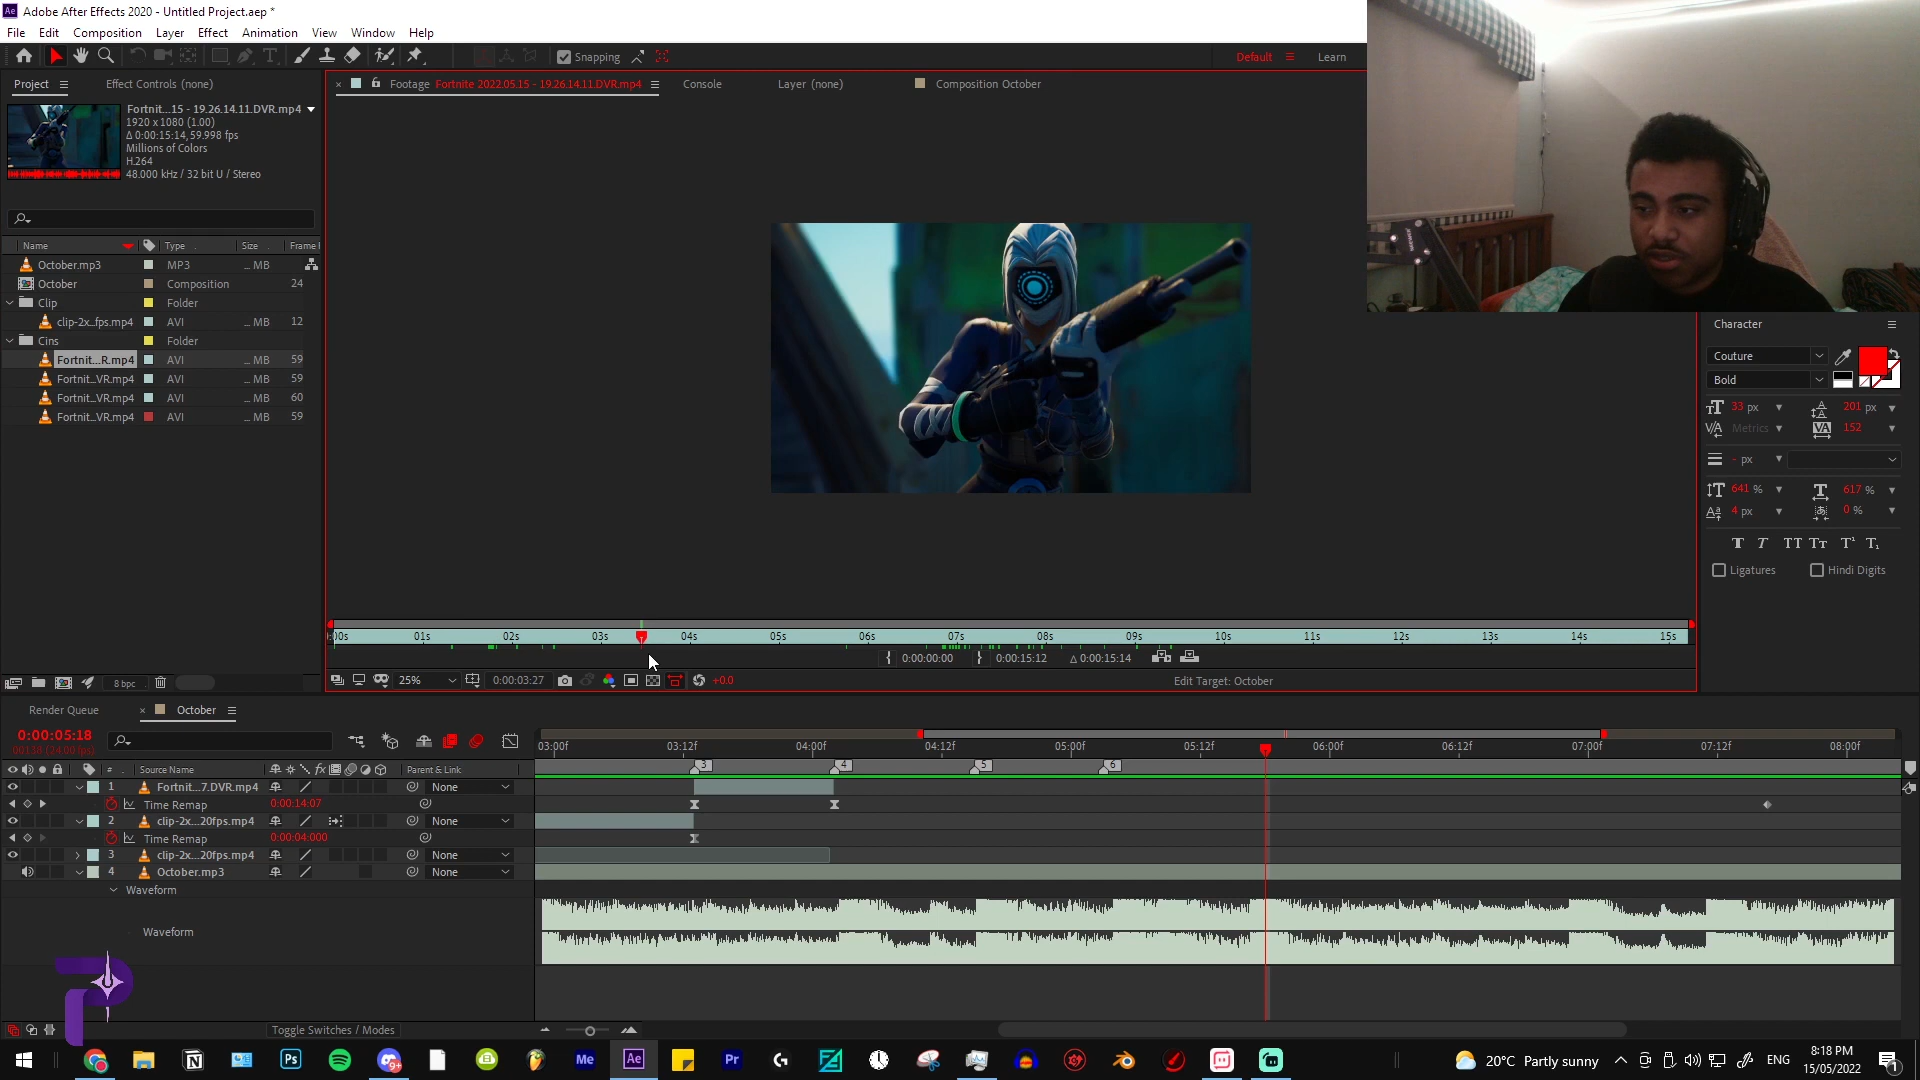 Adobe After Effects 2020 - Untitled Project.aep *
File Edit Composition Layer Effect Animation View Window Help
Snapping
Default
Learn
Project
Effect Controls (none)
Footage Fortnite 2022.05.15 - 19.26.14.11.DVR.mp4
Console
Layer (none)
Composition October
Fortnit...15 - 19.26.14.11.DVR.mp4
1920 x 1080 (1.00)
Δ 0:00:15:14, 59.998 fps
Millions of Colors
H.264
48.000 kHz / 32 bit U / Stereo
Name Type Size Frame
October.mp3 MP3 ... MB
October Composition 24
Clip Folder
clip-2x..fps.mp4 AVI ... MB 12
Cins Folder
Fortnit...R.mp4 AVI ... MB 59
Fortnit..VR.mp4 AVI ... MB 59
Fortnit..VR.mp4 AVI ... MB 60
Fortnit..VR.mp4 AVI ... MB 59
8 bpc
:00s 01s 02s 03s 04s 05s 06s 07s 08s 09s 10s 11s 12s 13s 14s 15s
0:00:00:00 0:00:15:12 Δ 0:00:15:14
25% 0:00:03:27 +0.0
Edit Target: October
Character
Couture
Bold
33 px 201 px
Metrics 152
- px
641 % 617 %
4 px 0 %
T T TT Tt T¹ T₁
Ligatures Hindi Digits
Render Queue
October
0:00:05:18
03:00f 03:12f 04:00f 04:12f 05:00f 05:12f 06:00f 06:12f 07:00f 07:12f 08:00f
# Source Name Parent & Link
3 4 5 6
1 Fortnit...7.DVR.mp4 None
Time Remap 0:00:14:07
2 clip-2x...20fps.mp4 None
Time Remap 0:00:04:000
3 clip-2x...20fps.mp4 None
4 October.mp3 None
Waveform
Waveform
Toggle Switches / Modes
20°C Partly sunny
ENG
8:18 PM
15/05/2022